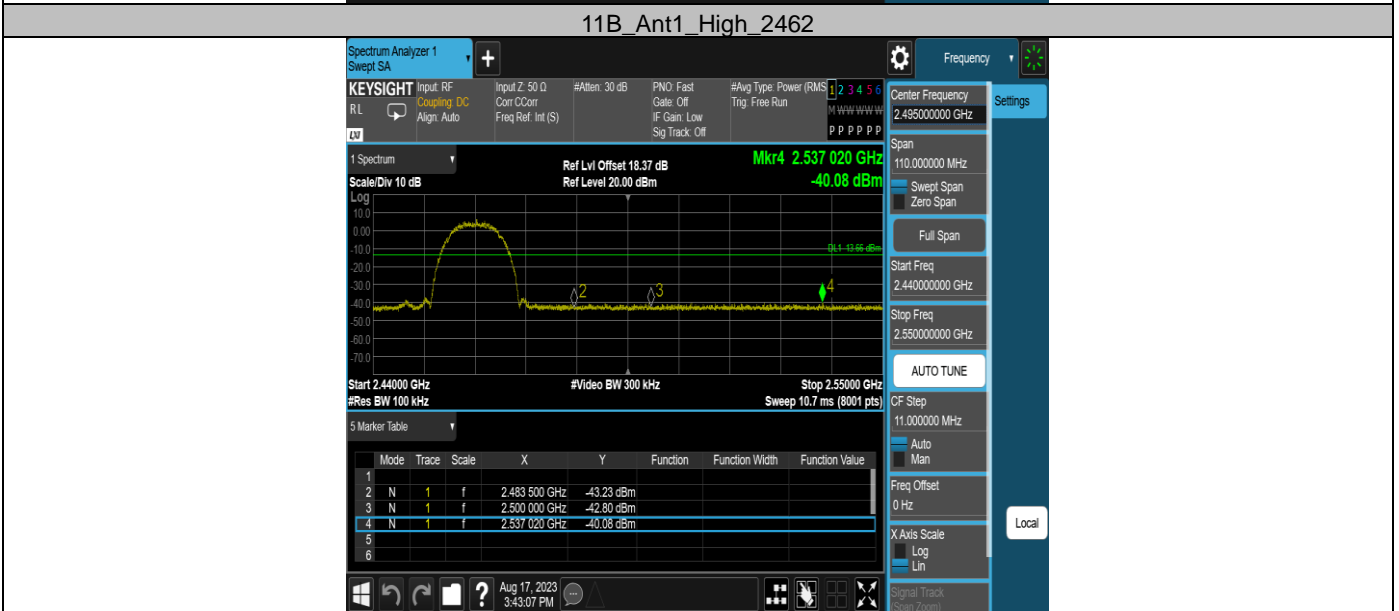 11B_Ant1_High_2462
Spectrum Analyzer 1
Swept SA
+
Frequency
KEYSIGHT
RL
LXI
Input: RF
Coupling: DC
Align: Auto
Input Z: 50 Ω
Corr CCorr
Freq Ref: Int (S)
#Atten: 30 dB
PNO: Fast
Gate: Off
IF Gain: Low
Sig Track: Off
#Avg Type: Power (RMS
Trig: Free Run
1 2 3 4 5 6
M W W W W W
P P P P P P
Center Frequency
2.495000000 GHz
Settings
Span
110.000000 MHz
Swept Span
Zero Span
Full Span
Start Freq
2.440000000 GHz
Stop Freq
2.550000000 GHz
AUTO TUNE
CF Step
11.000000 MHz
Auto
Man
Freq Offset
0 Hz
X Axis Scale
Log
Lin
Signal Track
(Span Zoom)
Local
1 Spectrum
Scale/Div 10 dB
Log
Ref Lvl Offset 18.37 dB
Ref Level 20.00 dBm
Mkr4 2.537 020 GHz
-40.08 dBm
10.0
0.00
-10.0
-20.0
-30.0
-40.0
-50.0
-60.0
-70.0
DL1 -13.66 dBm
2
3
4
Start 2.44000 GHz
#Res BW 100 kHz
#Video BW 300 kHz
Stop 2.55000 GHz
Sweep 10.7 ms (8001 pts)
5 Marker Table
Mode Trace Scale X Y Function Function Width Function Value
1
2 N 1 f 2.483 500 GHz -43.23 dBm
3 N 1 f 2.500 000 GHz -42.80 dBm
4 N 1 f 2.537 020 GHz -40.08 dBm
5
6
?
Aug 17, 2023
3:43:07 PM